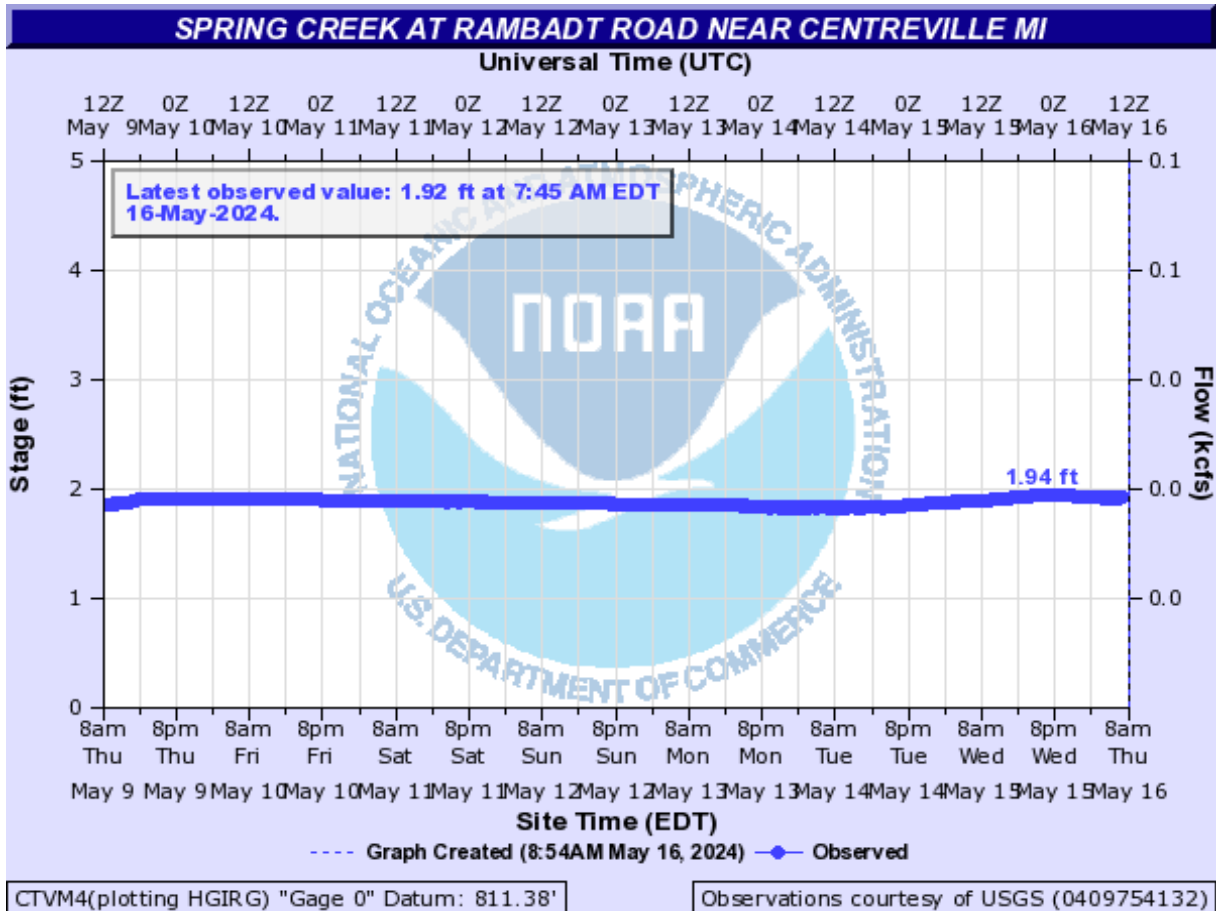 SPRING CREEK AT RAMBADT ROAD NEAR CENTREVILLE MI
Universal Time (UTC)
12Z 0Z 12Z 0Z 12Z 0Z 12Z 0Z 12Z 0Z 12Z 0Z 12Z 0Z 12Z
May 9 May 10 May 10 May 11 May 11 May 12 May 12 May 13 May 13 May 14 May 14 May 15 May 15 May 16 May 16
Latest observed value: 1.92 ft at 7:45 AM EDT
16-May-2024.
5 0.1
4 0.1
3 0.0
2 0.0
1 0.0
0
Stage (ft)
Flow (kcfs)
1.94 ft
NATIONAL OCEANIC AND ATMOSPHERIC ADMINISTRATION
NOAA
U.S. DEPARTMENT OF COMMERCE
8am 8pm 8am 8pm 8am 8pm 8am 8pm 8am 8pm 8am 8pm 8am 8pm 8am
Thu Thu Fri Fri Sat Sat Sun Sun Mon Mon Tue Tue Wed Wed Thu
May 9 May 9 May 10 May 10 May 11 May 11 May 12 May 12 May 13 May 13 May 14 May 14 May 15 May 15 May 16
Site Time (EDT)
Graph Created (8:54AM May 16, 2024) Observed
CTVM4(plotting HGIRG) "Gage 0" Datum: 811.38'
Observations courtesy of USGS (0409754132)